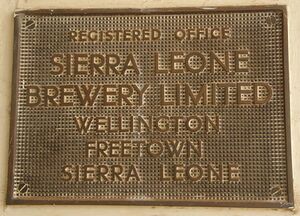 REGISTERED OFFICE
SIERRA LEONE
BREWERY LIMITED
WELLINGTON
FREETOWN
SIERRA LEONE